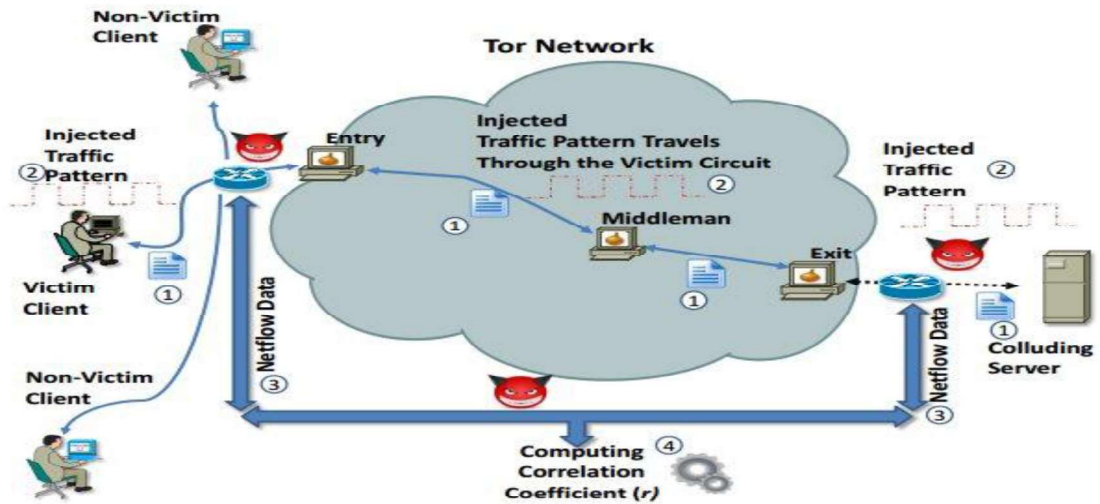 Non-Victim
Client
Tor Network
Injected
Traffic
Pattern
2
Entry
Injected
Traffic Pattern Travels
Through the Victim Circuit
2
Injected
Traffic
Pattern
2
1
Middleman
Exit
1
Victim
Client
1
1
Colluding
Server
Netflow Data
3
Netflow Data
3
Non-Victim
Client
Computing
Correlation
Coefficient (r)
4